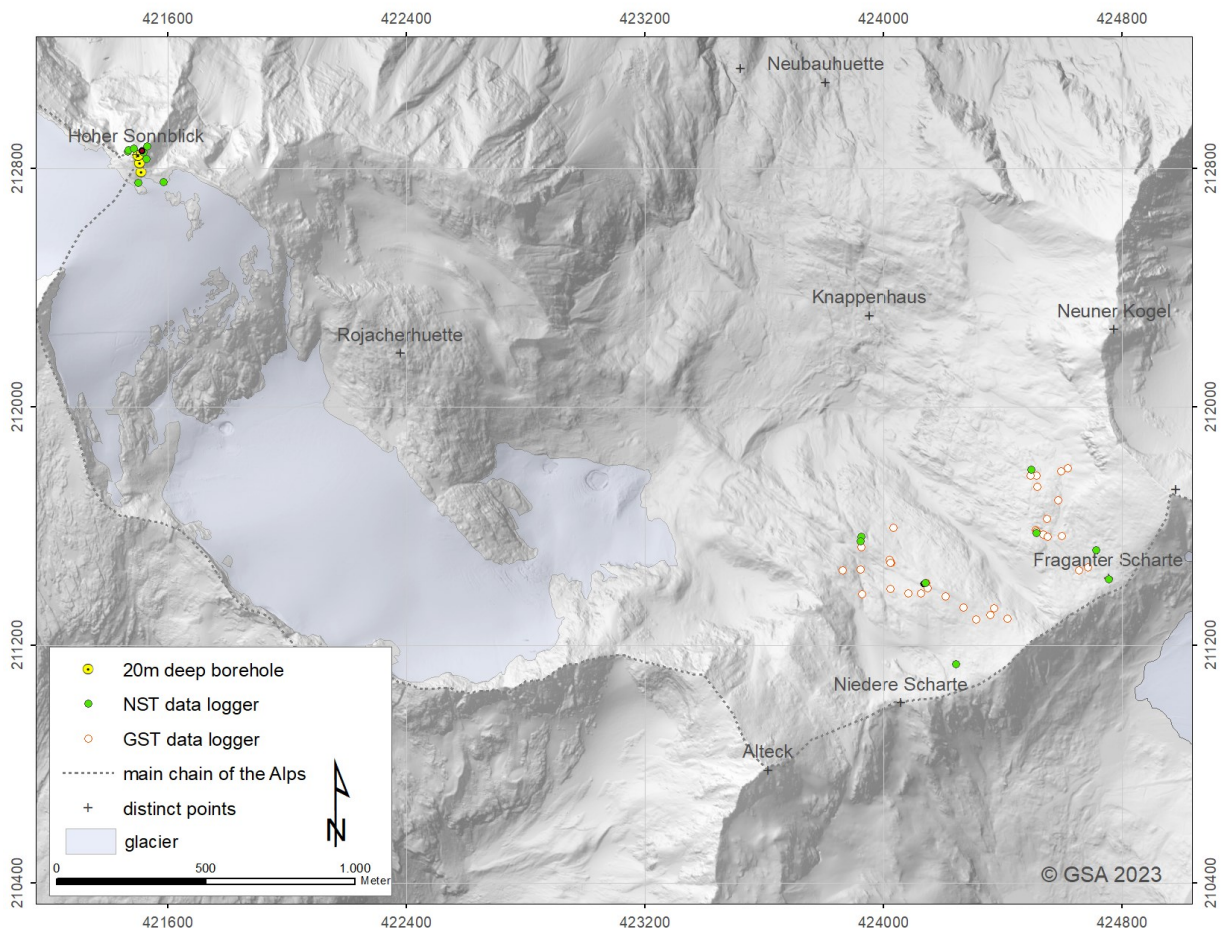 421600 422400 423200 424000 424800
Neubauhuette
Hoher Sonnblick
212800 212800
Knappenhaus
Neuner Kogel
Rojacherhuette
212000 212000
Fraganter Scharte
211200 211200
Niedere Scharte
Alteck
20m deep borehole
NST data logger
GST data logger
main chain of the Alps
distinct points
glacier
N
0 500 1.000
Meter
© GSA 2023
210400 210400
421600 422400 423200 424000 424800